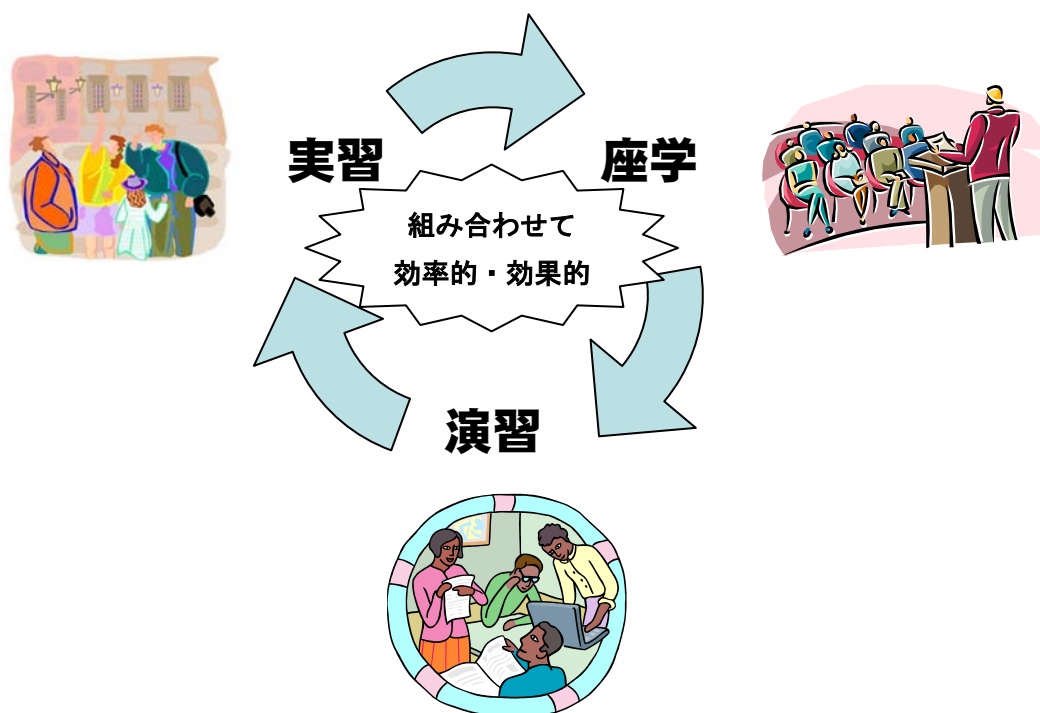 実習
座学
組み合わせて
効率的・効果的
演習